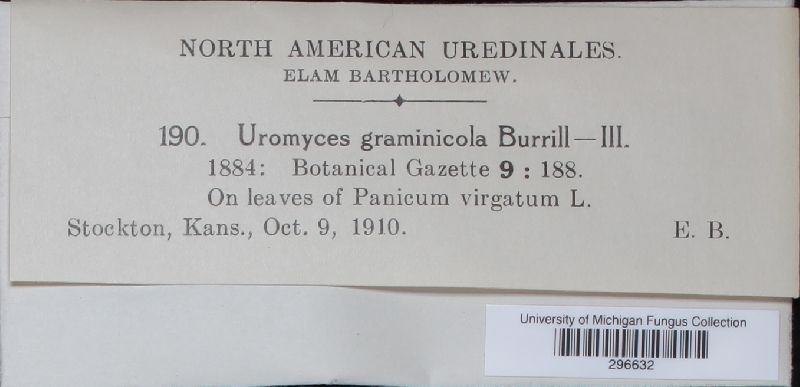 NORTH AMERICAN UREDINALES.
ELAM BARTHOLOMEW.
190. Uromyces graminicola Burrill—III.
1884: Botanical Gazette 9 : 188.
On leaves of Panicum virgatum L.
Stockton, Kans., Oct. 9, 1910. E. B.
University of Michigan Fungus Collection
296632